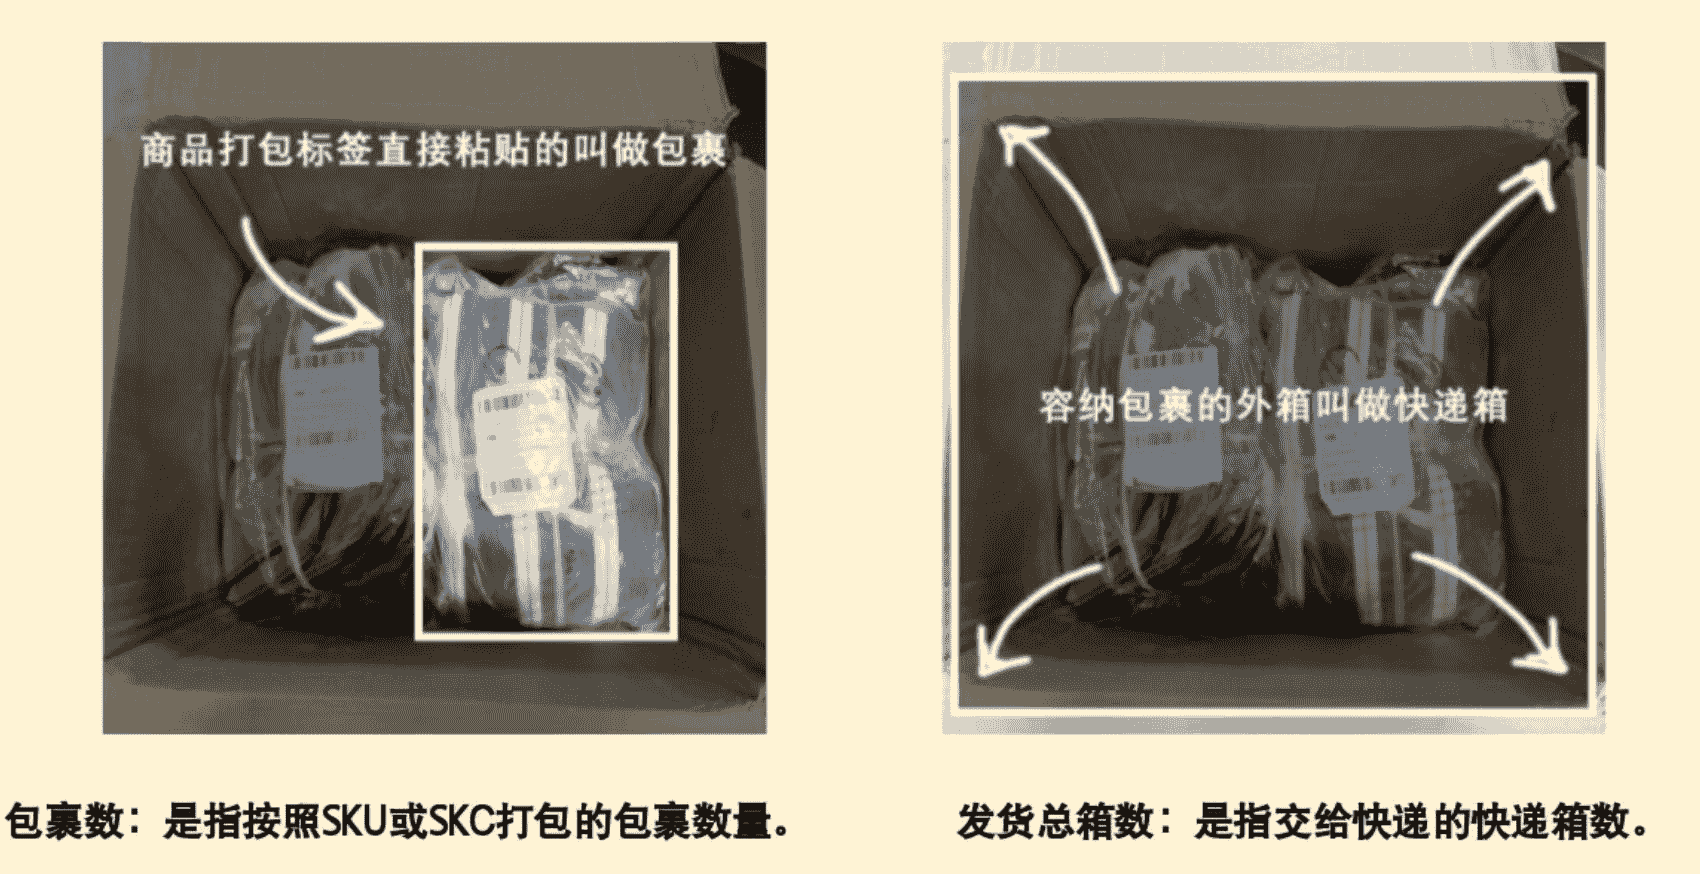 商品打包标签直接粘贴的叫做包裹
容纳包裹的外箱叫做快递箱
包裹数：是指按照SKU或SKC打包的包裹数量。
发货总箱数：是指交给快递的快递箱数。